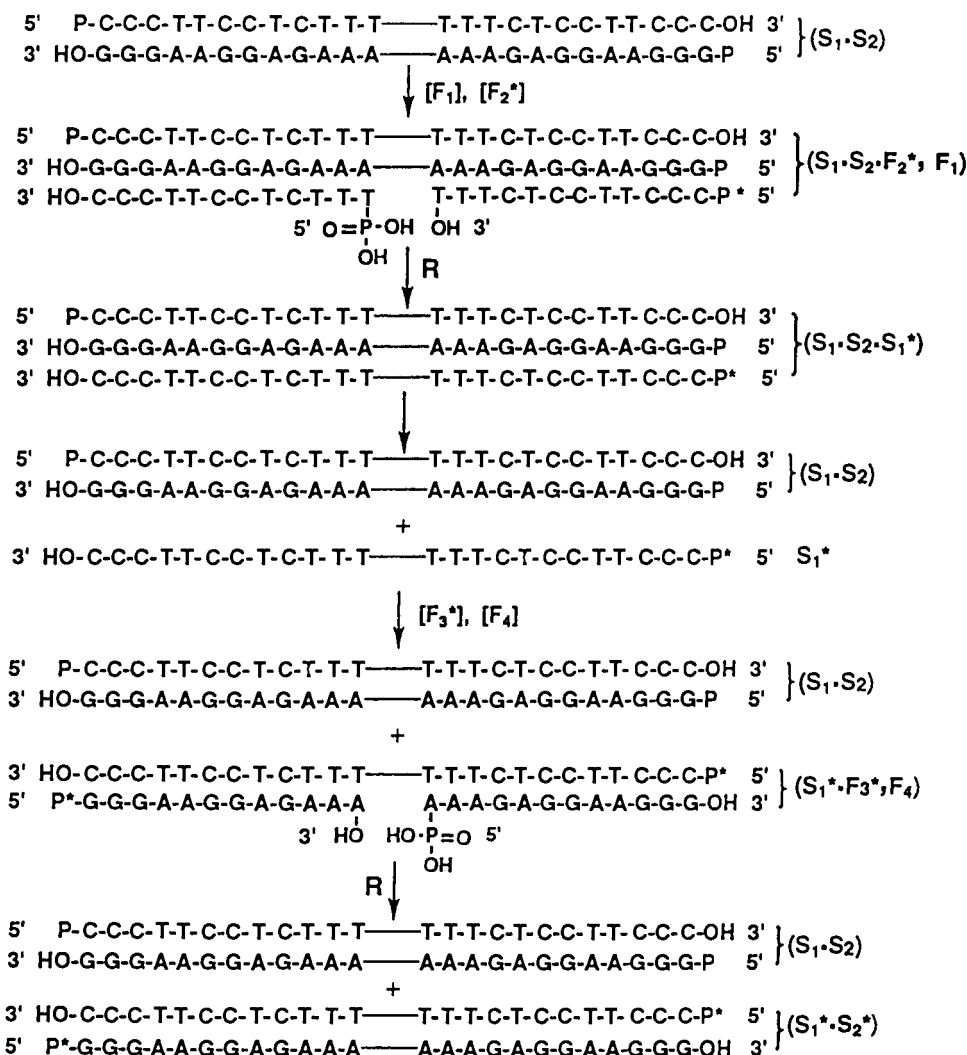 5' P-C-C-C-T-T-C-C-T-C-T-T-T——T-T-T-C-T-C-C-T-T-C-C-C-OH 3'
3' HO-G-G-G-A-A-G-G-A-G-A-A-A——A-A-A-G-A-G-G-A-A-G-G-G-P 5'
(S1·S2)
[F1], [F2*]
5' P-C-C-C-T-T-C-C-T-C-T-T-T——T-T-T-C-T-C-C-T-T-C-C-C-OH 3'
3' HO-G-G-G-A-A-G-G-A-G-A-A-A——A-A-A-G-A-G-G-A-A-G-G-G-P 5'
(S1·S2·F2*, F1)
3' HO-C-C-C-T-T-C-C-T-C-T-T-T T-T-T-C-T-C-C-T-T-C-C-C-P* 5'
5' O=P-OH OH 3'
OH
R
5' P-C-C-C-T-T-C-C-T-C-T-T-T——T-T-T-C-T-C-C-T-T-C-C-C-OH 3'
3' HO-G-G-G-A-A-G-G-A-G-A-A-A——A-A-A-G-A-G-G-A-A-G-G-G-P 5'
(S1·S2·S1*)
3' HO-C-C-C-T-T-C-C-T-C-T-T-T——T-T-T-C-T-C-C-T-T-C-C-C-P* 5'
5' P-C-C-C-T-T-C-C-T-C-T-T-T——T-T-T-C-T-C-C-T-T-C-C-C-OH 3'
3' HO-G-G-G-A-A-G-G-A-G-A-A-A——A-A-A-G-A-G-G-A-A-G-G-G-P 5'
(S1·S2)
+
3' HO-C-C-C-T-T-C-C-T-C-T-T-T——T-T-T-C-T-C-C-T-T-C-C-C-P* 5' S1*
[F3*], [F4]
5' P-C-C-C-T-T-C-C-T-C-T-T-T——T-T-T-C-T-C-C-T-T-C-C-C-OH 3'
3' HO-G-G-G-A-A-G-G-A-G-A-A-A——A-A-A-G-A-G-G-A-A-G-G-G-P 5'
(S1·S2)
+
3' HO-C-C-C-T-T-C-C-T-C-T-T-T——T-T-T-C-T-C-C-T-T-C-C-C-P* 5'
5' P*-G-G-G-A-A-G-G-A-G-A-A-A A-A-A-G-A-G-G-A-A-G-G-G-OH 3'
(S1*·F3*,F4)
3' HO HO·P=O 5'
OH
R
5' P-C-C-C-T-T-C-C-T-C-T-T-T——T-T-T-C-T-C-C-T-T-C-C-C-OH 3'
3' HO-G-G-G-A-A-G-G-A-G-A-A-A——A-A-A-G-A-G-G-A-A-G-G-G-P 5'
(S1·S2)
+
3' HO-C-C-C-T-T-C-C-T-C-T-T-T——T-T-T-C-T-C-C-T-T-C-C-C-P* 5'
5' P*-G-G-G-A-A-G-G-A-G-A-A-A——A-A-A-G-A-G-G-A-A-G-G-G-OH 3'
(S1*·S2*)